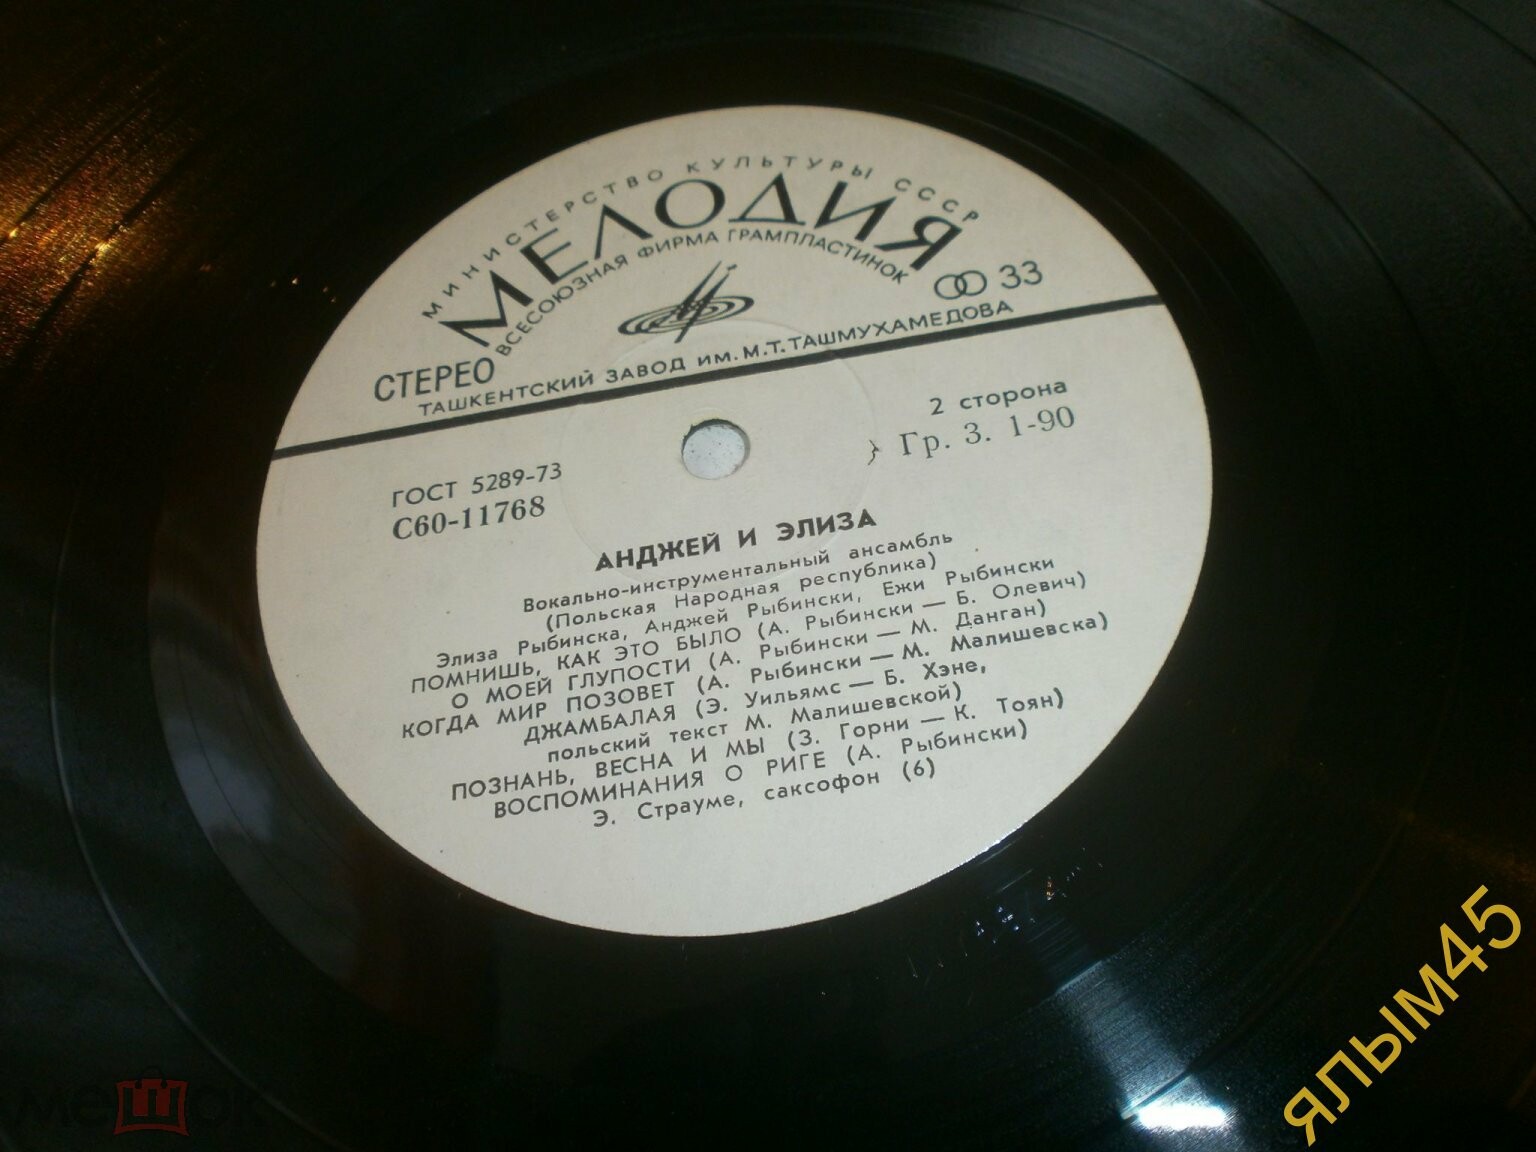 МИНИСТЕРСТВО КУЛЬТУРЫ СССР
МЕЛОДИЯ
ВСЕСОЮЗНАЯ ФИРМА ГРАМПЛАСТИНОК
33
СТЕРЕО
ТАШКЕНТСКИЙ ЗАВОД ИМ. М.Т. ТАШМУХАМЕДОВА
2 сторона
Гр. 3. 1-90
ГОСТ 5289-73
С60-11768
АНДЖЕЙ И ЭЛИЗА
Вокально-инструментальный ансамбль
(Польская Народная республика)
Элиза Рыбинска, Анджей Рыбински, Ежи Рыбински
ПОМНИШЬ, КАК ЭТО БЫЛО (А. Рыбински — Б. Олевич)
О МОЕЙ ГЛУПОСТИ (А. Рыбински — М. Данган)
КОГДА МИР ПОЗОВЕТ (А. Рыбински — М. Малишевска)
ДЖАМБАЛАЯ (Э. Уильямс — Б. Хэне,
польский текст М. Малишевской)
ПОЗНАНЬ, ВЕСНА И МЫ (З. Горни — К. Тоян)
ВОСПОМИНАНИЯ О РИГЕ (А. Рыбински)
Э. Страуме, саксофон (6)
ялым45
мешок